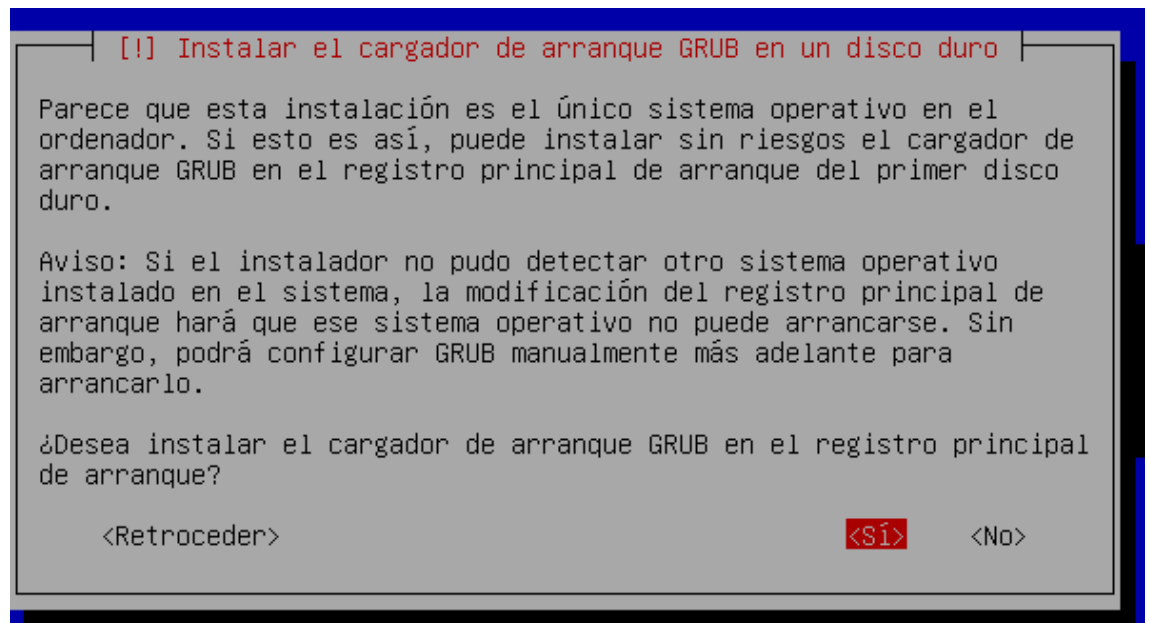 [!] Instalar el cargador de arranque GRUB en un disco duro
Parece que esta instalación es el único sistema operativo en el
ordenador. Si esto es así, puede instalar sin riesgos el cargador de
arranque GRUB en el registro principal de arranque del primer disco
duro.
Aviso: Si el instalador no pudo detectar otro sistema operativo
instalado en el sistema, la modificación del registro principal de
arranque hará que ese sistema operativo no puede arrancarse. Sin
embargo, podrá configurar GRUB manualmente más adelante para
arrancarlo.
¿Desea instalar el cargador de arranque GRUB en el registro principal
de arranque?
<Retroceder> <Sí> <No>